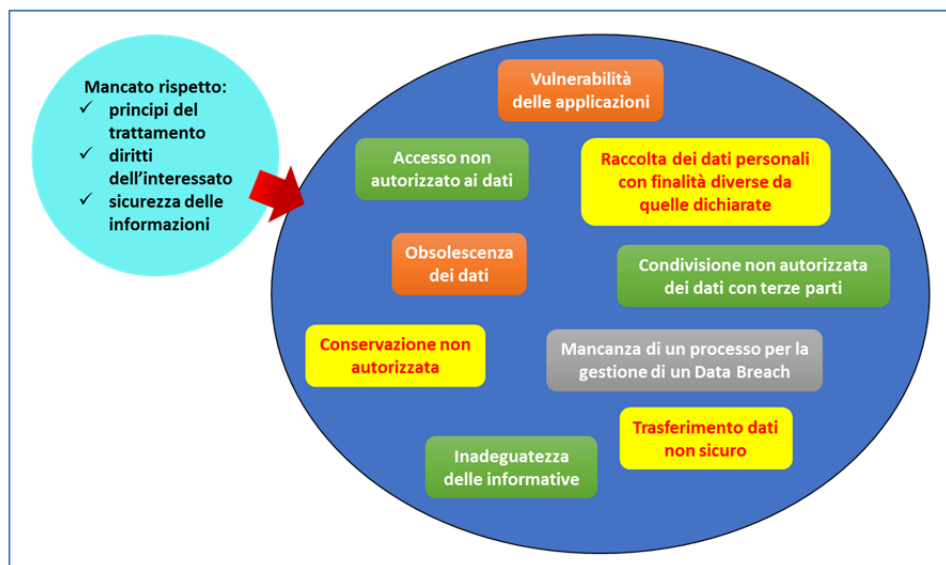 Mancato rispetto:
✓ principi del
trattamento
✓ diritti
dell'interessato
✓ sicurezza delle
informazioni
Vulnerabilità
delle applicazioni
Accesso non
autorizzato ai dati
Raccolta dei dati personali
con finalità diverse da
quelle dichiarate
Obsolescenza
dei dati
Condivisione non autorizzata
dei dati con terze parti
Conservazione non
autorizzata
Mancanza di un processo per la
gestione di un Data Breach
Trasferimento dati
non sicuro
Inadeguatezza
delle informative